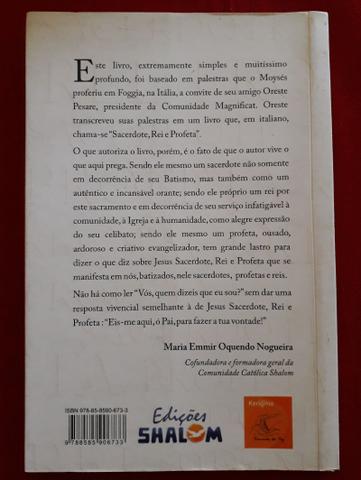 Este livro, extremamente simples e muitíssimo
profundo, foi baseado em palestras que o Moysés
proferiu em Foggia, na Itália, a convite de seu amigo Oreste
Pesare, presidente da Comunidade Magnificat. Oreste
transcreveu suas palestras em um livro que, em italiano,
chama-se "Sacerdote, Rei e Profeta".
O que autoriza o livro, porém, é o fato de que o autor vive o
que aqui prega. Sendo ele mesmo um sacerdote não somente
em decorrência de seu Batismo, mas também como um
autêntico e incansável orante; sendo ele próprio um rei por
este sacramento e em decorrência de seu serviço infatigável à
comunidade, à Igreja e à humanidade, como alegre expressão
do seu celibato; sendo ele mesmo um profeta, ousado,
ardoroso e criativo evangelizador, tem grande lastro para
dizer o que diz sobre Jesus Sacerdote, Rei e Profeta que se
manifesta em nós, batizados, nele sacerdotes, profetas e reis.
Não há como ler "Vós, quem dizeis que eu sou?" sem dar uma
resposta vivencial semelhante à de Jesus Sacerdote, Rei e
Profeta : "Eis-me aqui, ó Pai, para fazer a tua vontade!"
Maria Emmir Oquendo Nogueira
Cofundadora e formadora geral da
Comunidade Católica Shalom
ISBN 978-85-8590-673-3
9 788585 906733
Edições
SHALOM
Kerigma